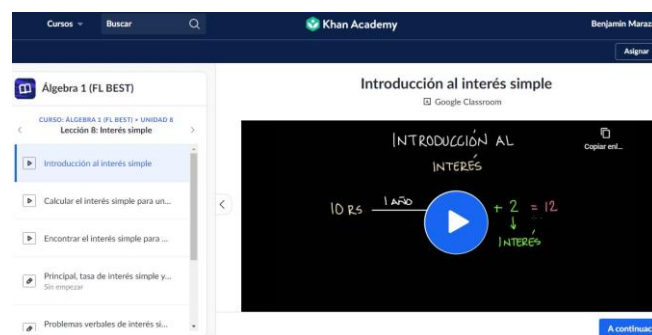 Cursos
Buscar
Khan Academy
Benjamin Maraz
Asignar
Álgebra 1 (FL BEST)
CURSO: ÁLGEBRA 1 (FL BEST) • UNIDAD 8
Lección 8: Interés simple
Introducción al interés simple
Calcular el interés simple para un...
Encontrar el interés simple para ...
Principal, tasa de interés simple y...
Sin empezar
Problemas verbales de interés si...
Introducción al interés simple
Google Classroom
INTRODUCCIÓN AL
INTERÉS
Copiar enl...
10 RS 1 AÑO + 2 = 12
INTERÉS
A continuac